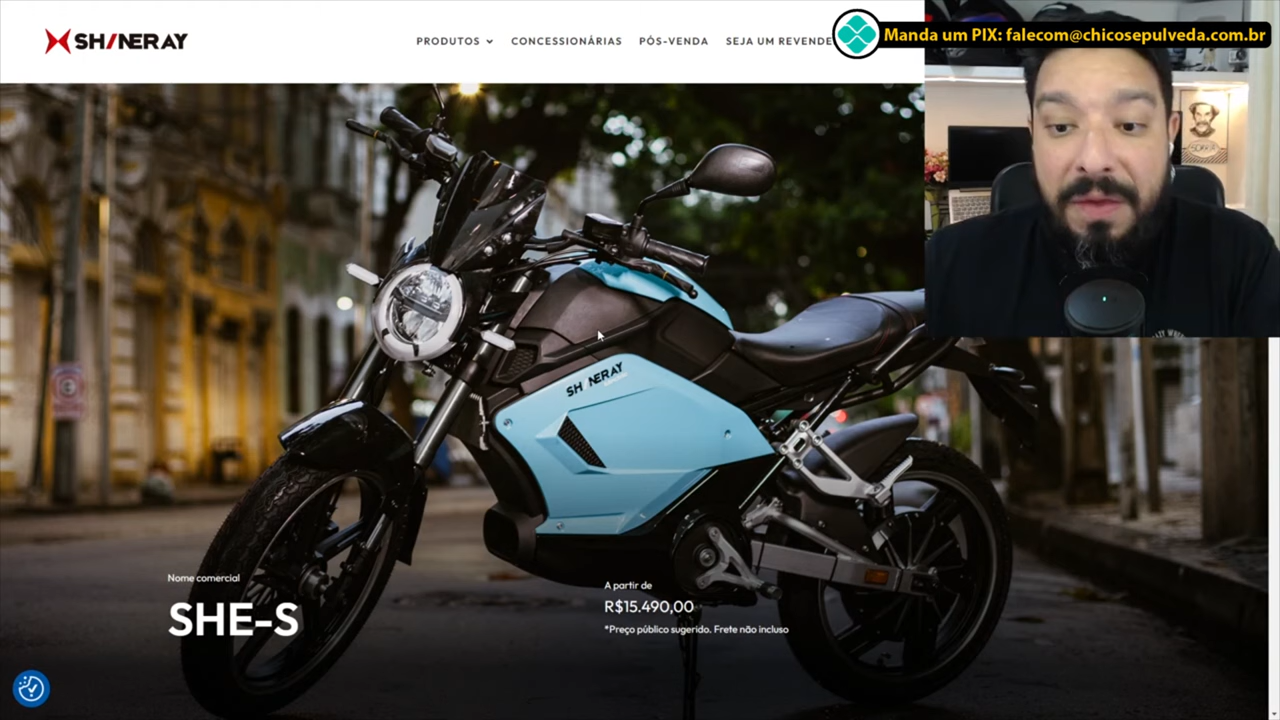 SHINERAY
PRODUTOS
CONCESSIONÁRIAS
PÓS-VENDA
SEJA UM REVENDE
Manda um PIX: falecom@chicosepulveda.com.br
SHINERAY
Nome comercial
SHE-S
A partir de
R$15.490,00
*Preço público sugerido. Frete não incluso